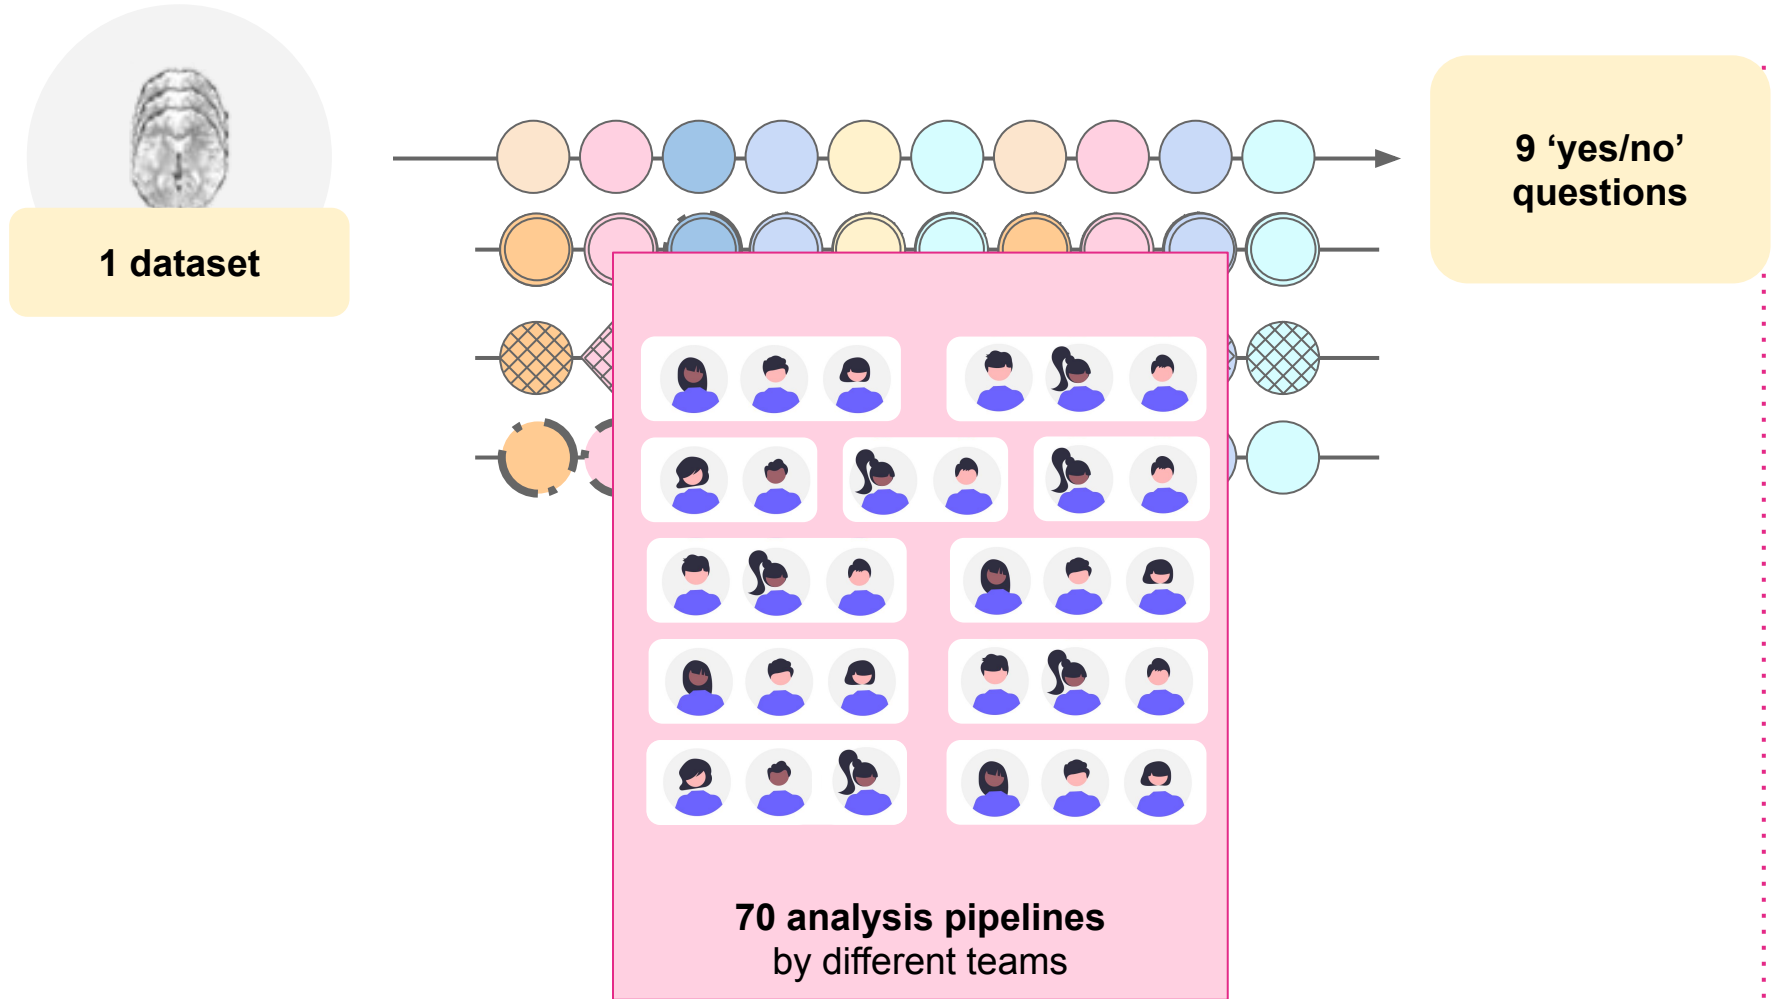 1 dataset
9 ‘yes/no’
questions
70 analysis pipelines
by different teams